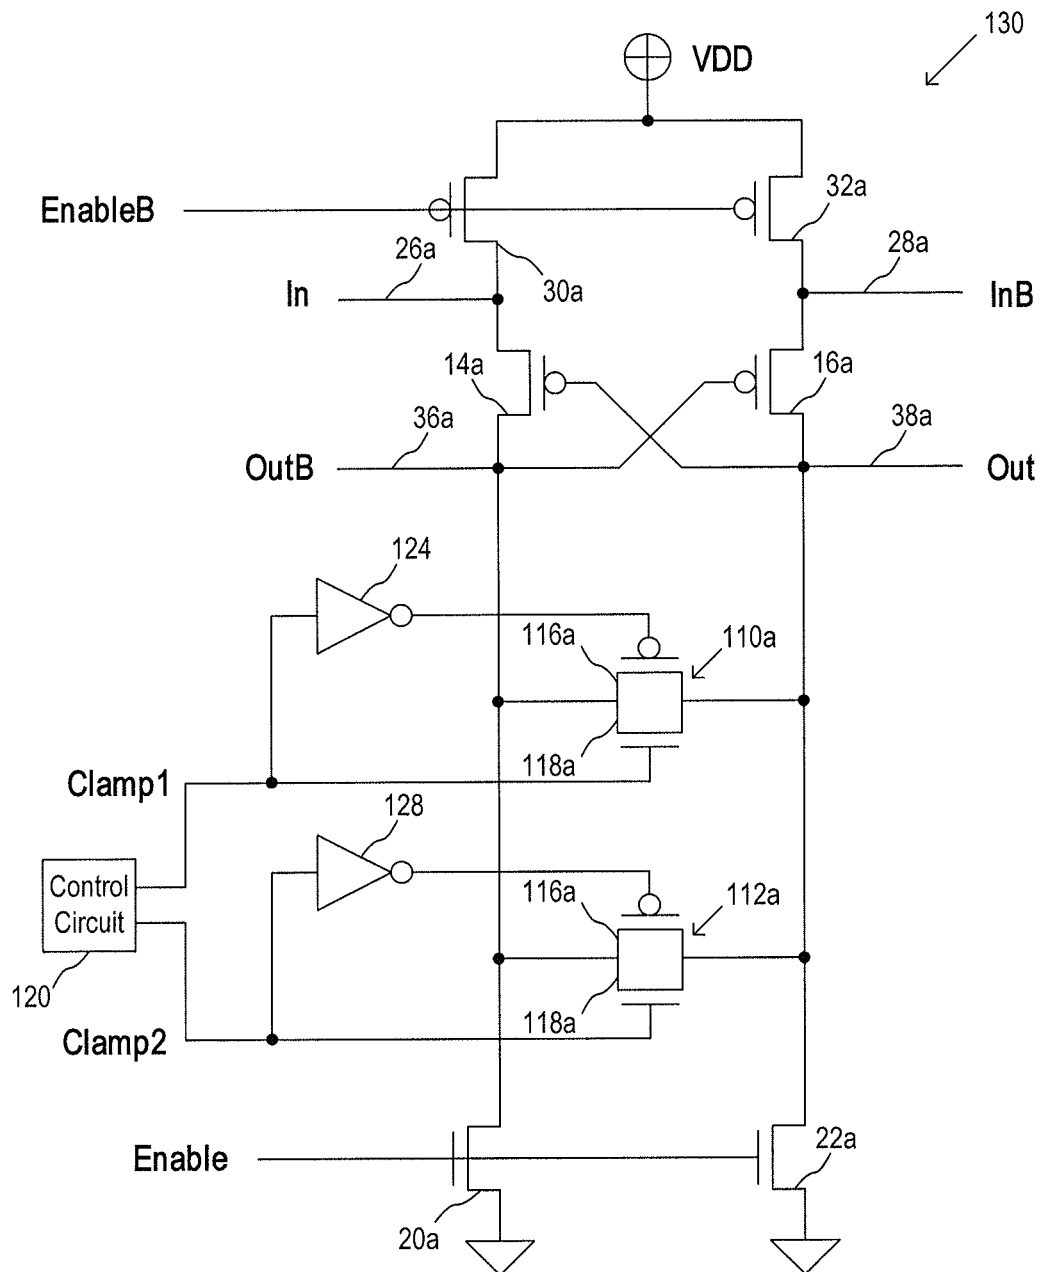 130
VDD
EnableB
32a
26a
28a
In
30a
InB
14a
16a
36a
38a
OutB
Out
124
116a
110a
118a
Clamp1
128
Control
Circuit
116a
112a
120
118a
Clamp2
Enable
22a
20a